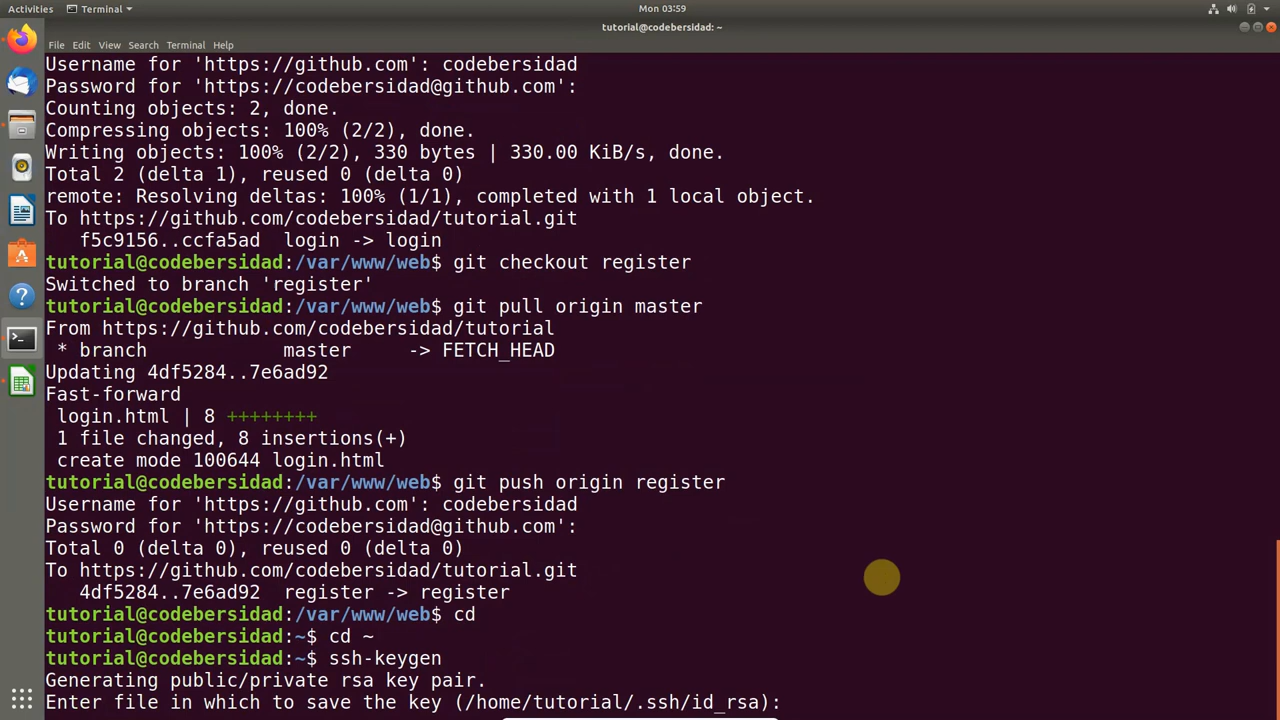 Activities
Terminal
Mon 03:59
tutorial@codebersidad: ~
File Edit View Search Terminal Help
Username for 'https://github.com': codebersidad
Password for 'https://codebersidad@github.com':
Counting objects: 2, done.
Compressing objects: 100% (2/2), done.
Writing objects: 100% (2/2), 330 bytes | 330.00 KiB/s, done.
Total 2 (delta 1), reused 0 (delta 0)
remote: Resolving deltas: 100% (1/1), completed with 1 local object.
To https://github.com/codebersidad/tutorial.git
   f5c9156..ccfa5ad  login -> login
tutorial@codebersidad:/var/www/web$ git checkout register
Switched to branch 'register'
tutorial@codebersidad:/var/www/web$ git pull origin master
From https://github.com/codebersidad/tutorial
 * branch            master     -> FETCH_HEAD
Updating 4df5284..7e6ad92
Fast-forward
 login.html | 8 ++++++++
 1 file changed, 8 insertions(+)
 create mode 100644 login.html
tutorial@codebersidad:/var/www/web$ git push origin register
Username for 'https://github.com': codebersidad
Password for 'https://codebersidad@github.com':
Total 0 (delta 0), reused 0 (delta 0)
To https://github.com/codebersidad/tutorial.git
   4df5284..7e6ad92  register -> register
tutorial@codebersidad:/var/www/web$ cd
tutorial@codebersidad:~$ cd ~
tutorial@codebersidad:~$ ssh-keygen
Generating public/private rsa key pair.
Enter file in which to save the key (/home/tutorial/.ssh/id_rsa):